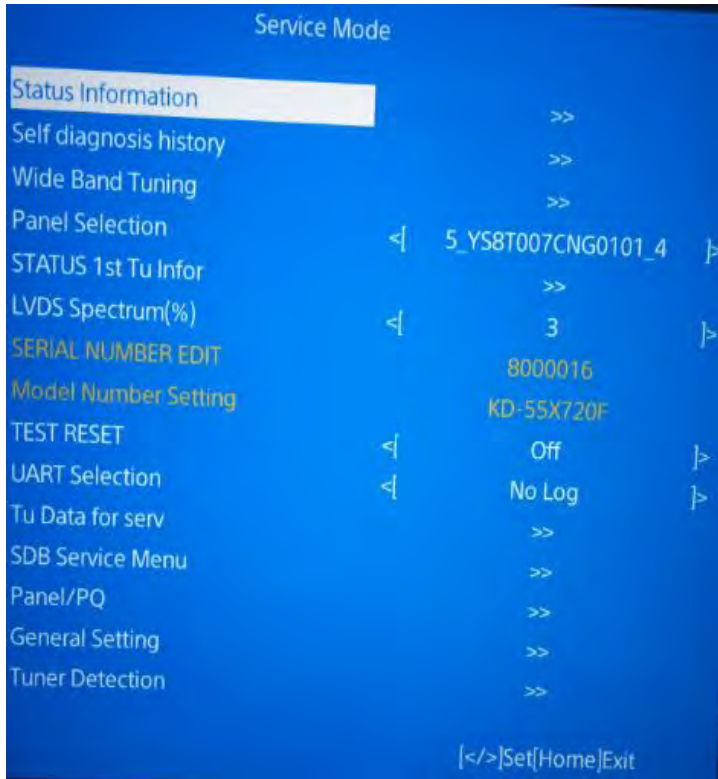 Service Mode
Status Information >>
Self diagnosis history >>
Wide Band Tuning >>
Panel Selection <[ 5_YS8T007CNG0101_4 ]>
STATUS 1st Tu Infor >>
LVDS Spectrum(%) <[ 3 ]>
SERIAL NUMBER EDIT 8000016
Model Number Setting KD-55X720F
TEST RESET <[ Off ]>
UART Selection <[ No Log ]>
Tu Data for serv >>
SDB Service Menu >>
Panel/PQ >>
General Setting >>
Tuner Detection >>
[</>]Set[Home]Exit